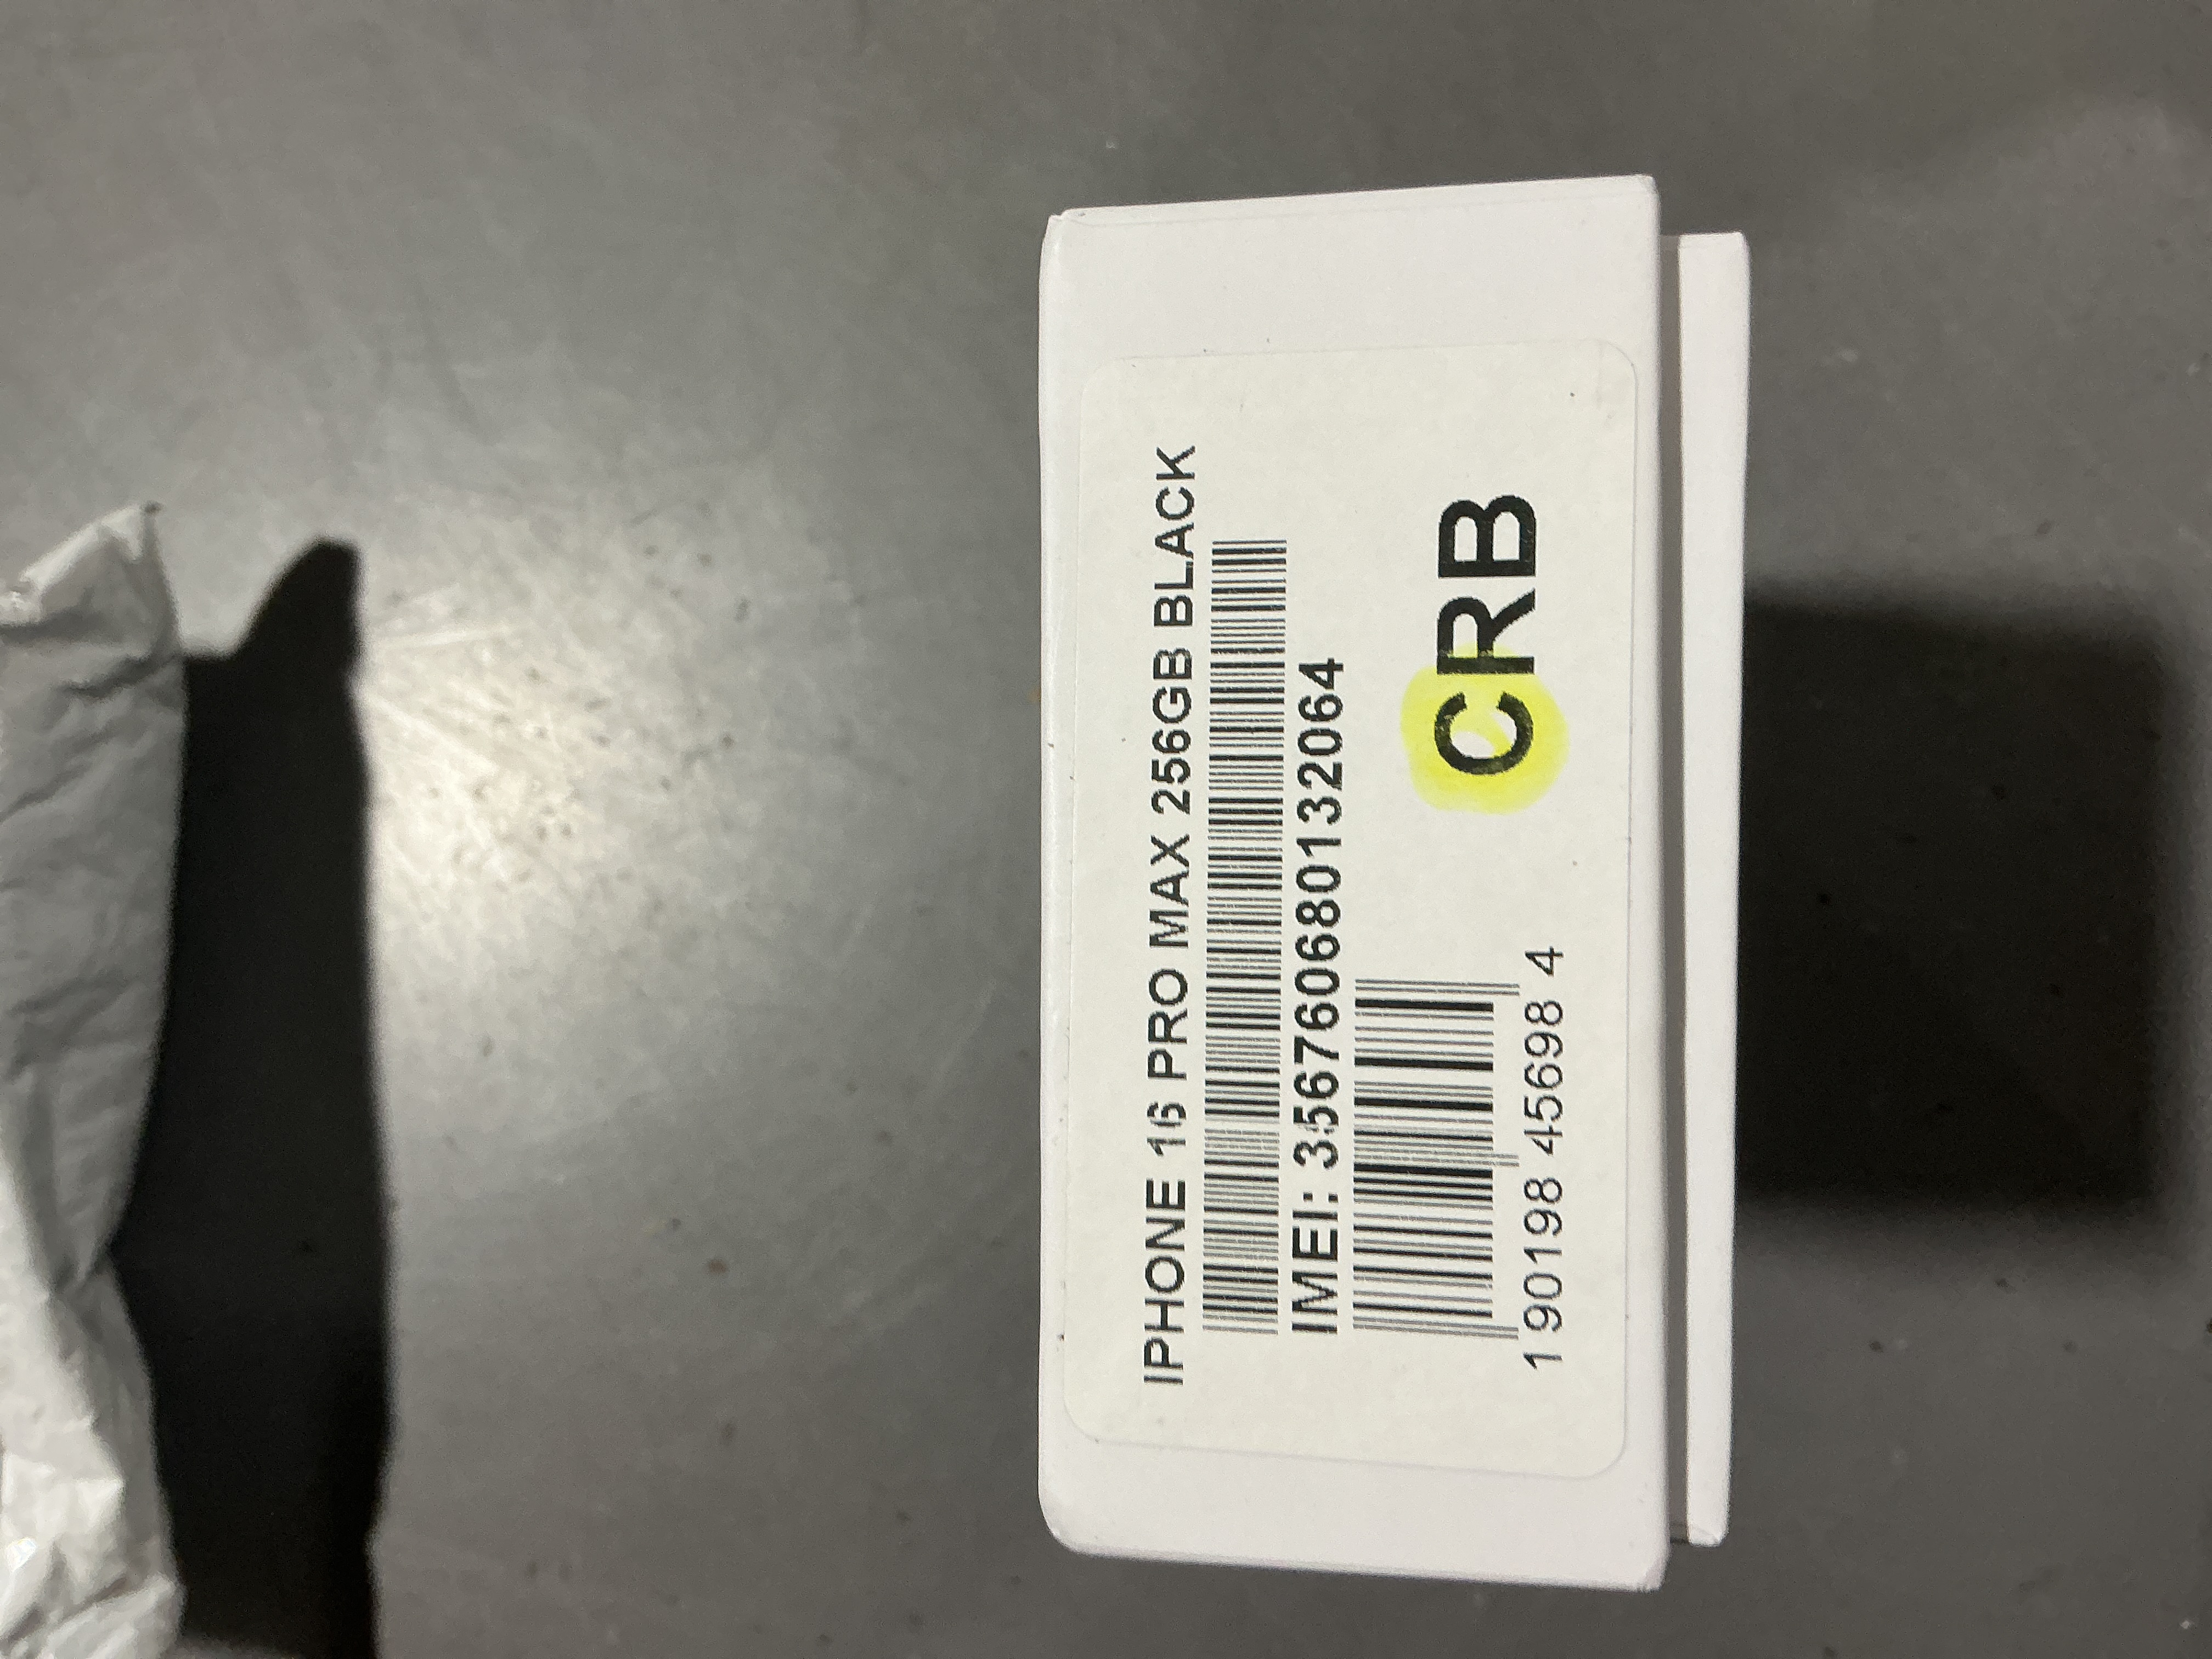 IPHONE 16 PRO MAX 256GB BLACK
IMEI: 356760680132064
1 90198 45698 4
CRB